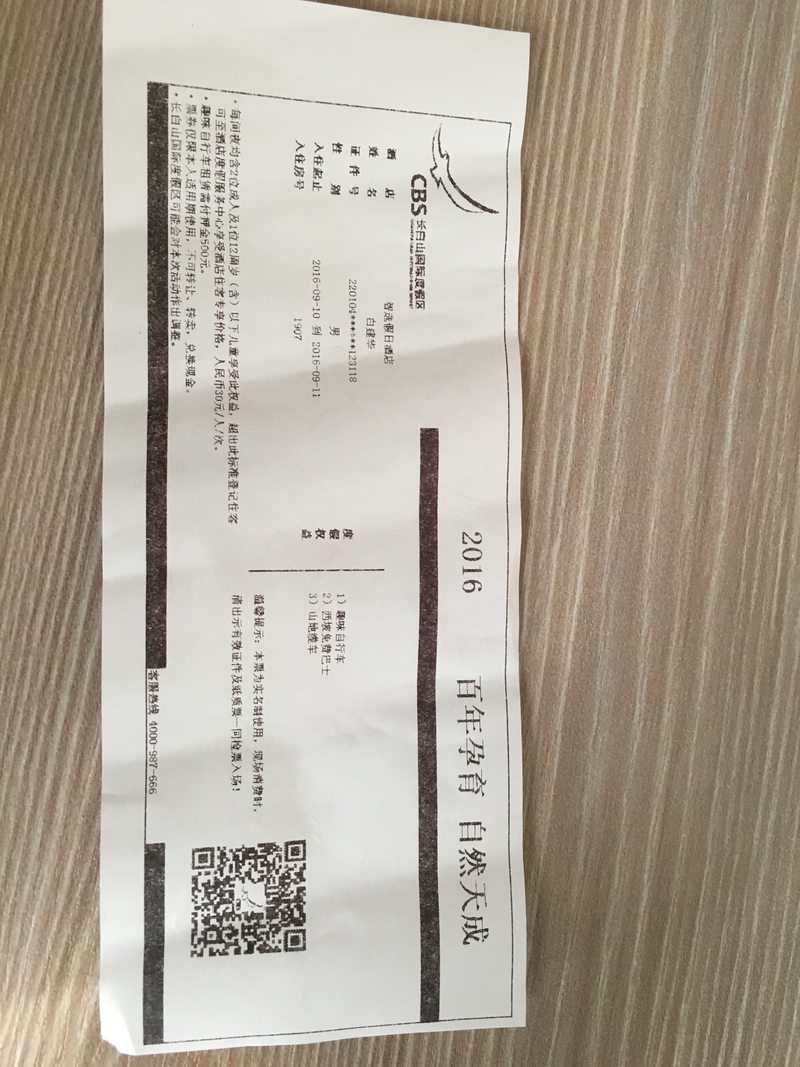 2016 百年孕育 自然天成
CBS 长白山国际度假区
酒店 智选假日酒店
姓名 白建华
证件号 220104******123118
性别 男
入住起止 2016-09-10 到 2016-09-11
入住房号 1907
度假权益
1) 趣味自行车
2) 西坡免费巴士
3) 山地缆车
温馨提示：本票为实名制使用，现场消费时，
请出示有效证件及纸质票一同检票入场！
·每间夜均含2位成人及1位12周岁（含）以下儿童享受此权益，超出此标准登记住客
可至酒店度假服务中心享受酒店住客专享价格，人民币30元/人/次。
·趣味自行车租赁需付押金500元。
·票券仅限本人适用期使用，不可转让、转卖，兑换现金。
·长白山国际度假区可能会对本次活动作出调整。
客服热线 4000-987-666